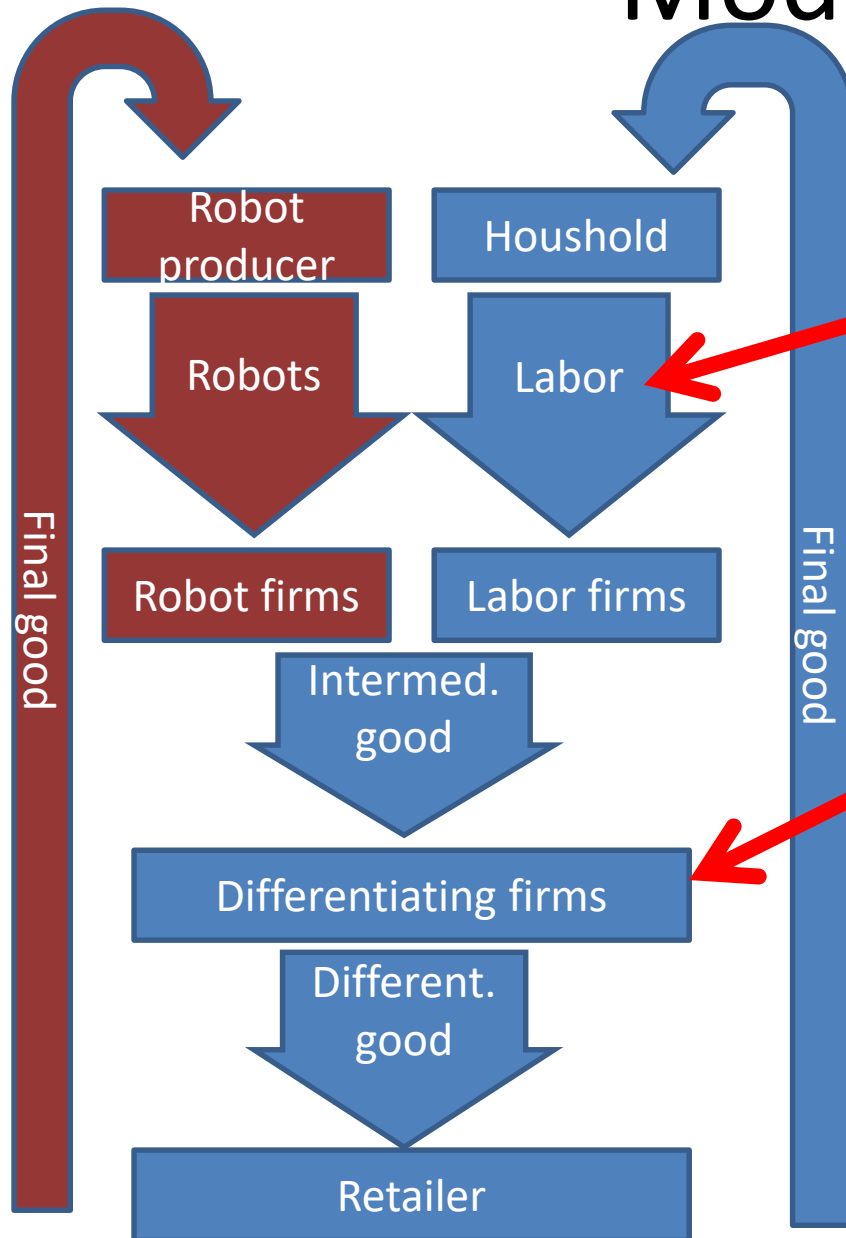 Mod
Robot
producer
Houshold
Robots
Labor
Final good
Final good
Robot firms
Labor firms
Intermed.
good
Differentiating firms
Different.
good
Retailer